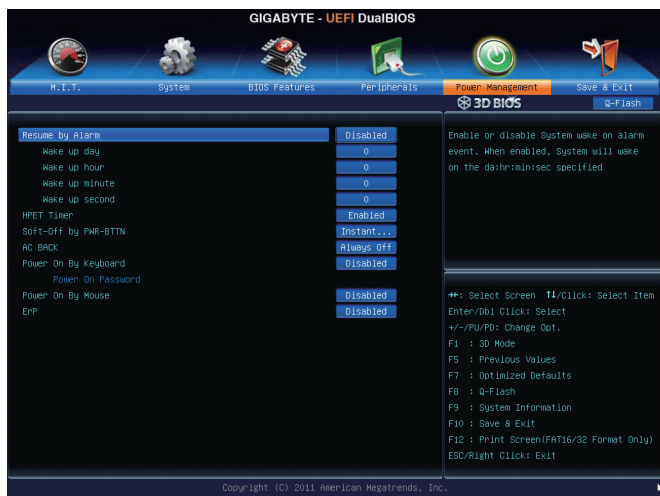 GIGABYTE - UEFI DualBIOS
M.I.T. System BIOS Features Peripherals Power Management Save & Exit
3D BIOS Q-Flash
Resume by Alarm Disabled
Wake up day 0
Wake up hour 0
Wake up minute 0
Wake up second 0
HPET Timer Enabled
Soft-Off by PWR-BTTN Instant...
AC BACK Always Off
Power On By Keyboard Disabled
Power On Password
Power On By Mouse Disabled
ErP Disabled
Enable or disable System wake on alarm
event. When enabled, System will wake
on the da:hr:min:sec specified
→←: Select Screen ↑↓/Click: Select Item
Enter/Dbl Click: Select
+/-/PU/PD: Change Opt.
F1 : 3D Mode
F5 : Previous Values
F7 : Optimized Defaults
F8 : Q-Flash
F9 : System Information
F10 : Save & Exit
F12 : Print Screen(FAT16/32 Format Only)
ESC/Right Click: Exit
Copyright (C) 2011 American Megatrends, Inc.